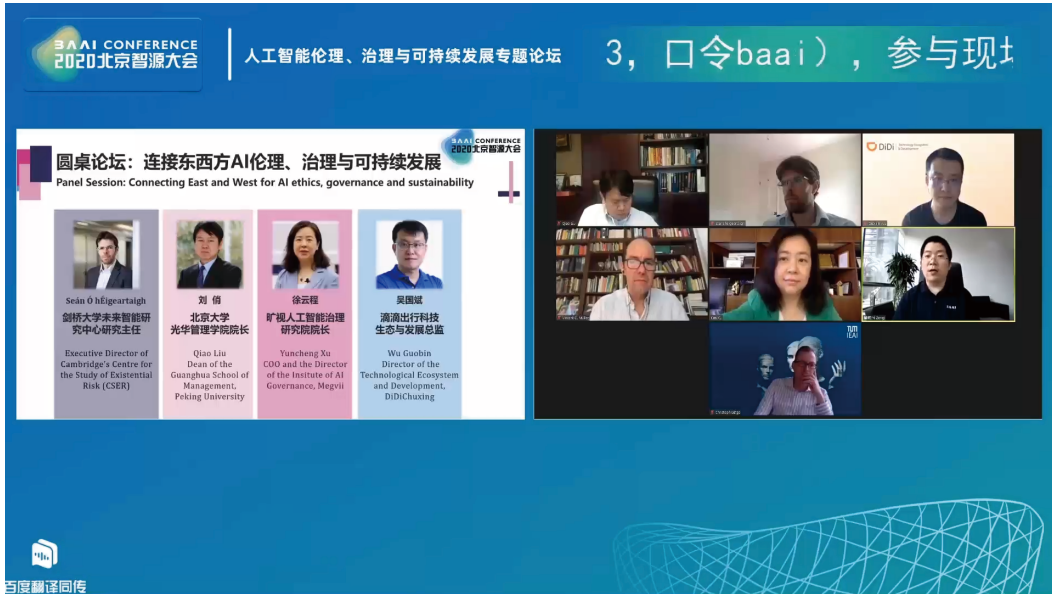 BAAI CONFERENCE
2020北京智源大会
人工智能伦理、治理与可持续发展专题论坛
3，口令baai），参与现场
BAAI CONFERENCE
2020北京智源大会
圆桌论坛：连接东西方AI伦理、治理与可持续发展
Panel Session: Connecting East and West for AI ethics, governance and sustainability
Seán Ó hÉigeartaigh
剑桥大学未来智能研
究中心研究主任
Executive Director of
Cambridge's Centre for
the Study of Existential
Risk (CSER)
刘 俏
北京大学
光华管理学院院长
Qiao Liu
Dean of the
Guanghua School of
Management,
Peking University
徐云程
旷视人工智能治理
研究院院长
Yuncheng Xu
COO and the Director
of the Insitute of AI
Governance, Megvii
吴国斌
滴滴出行科技
生态与发展总监
Wu Guobin
Director of the
Technological Ecosystem
and Development,
DiDiChuxing
DiDi
TUM
IEAI
百度翻译同传